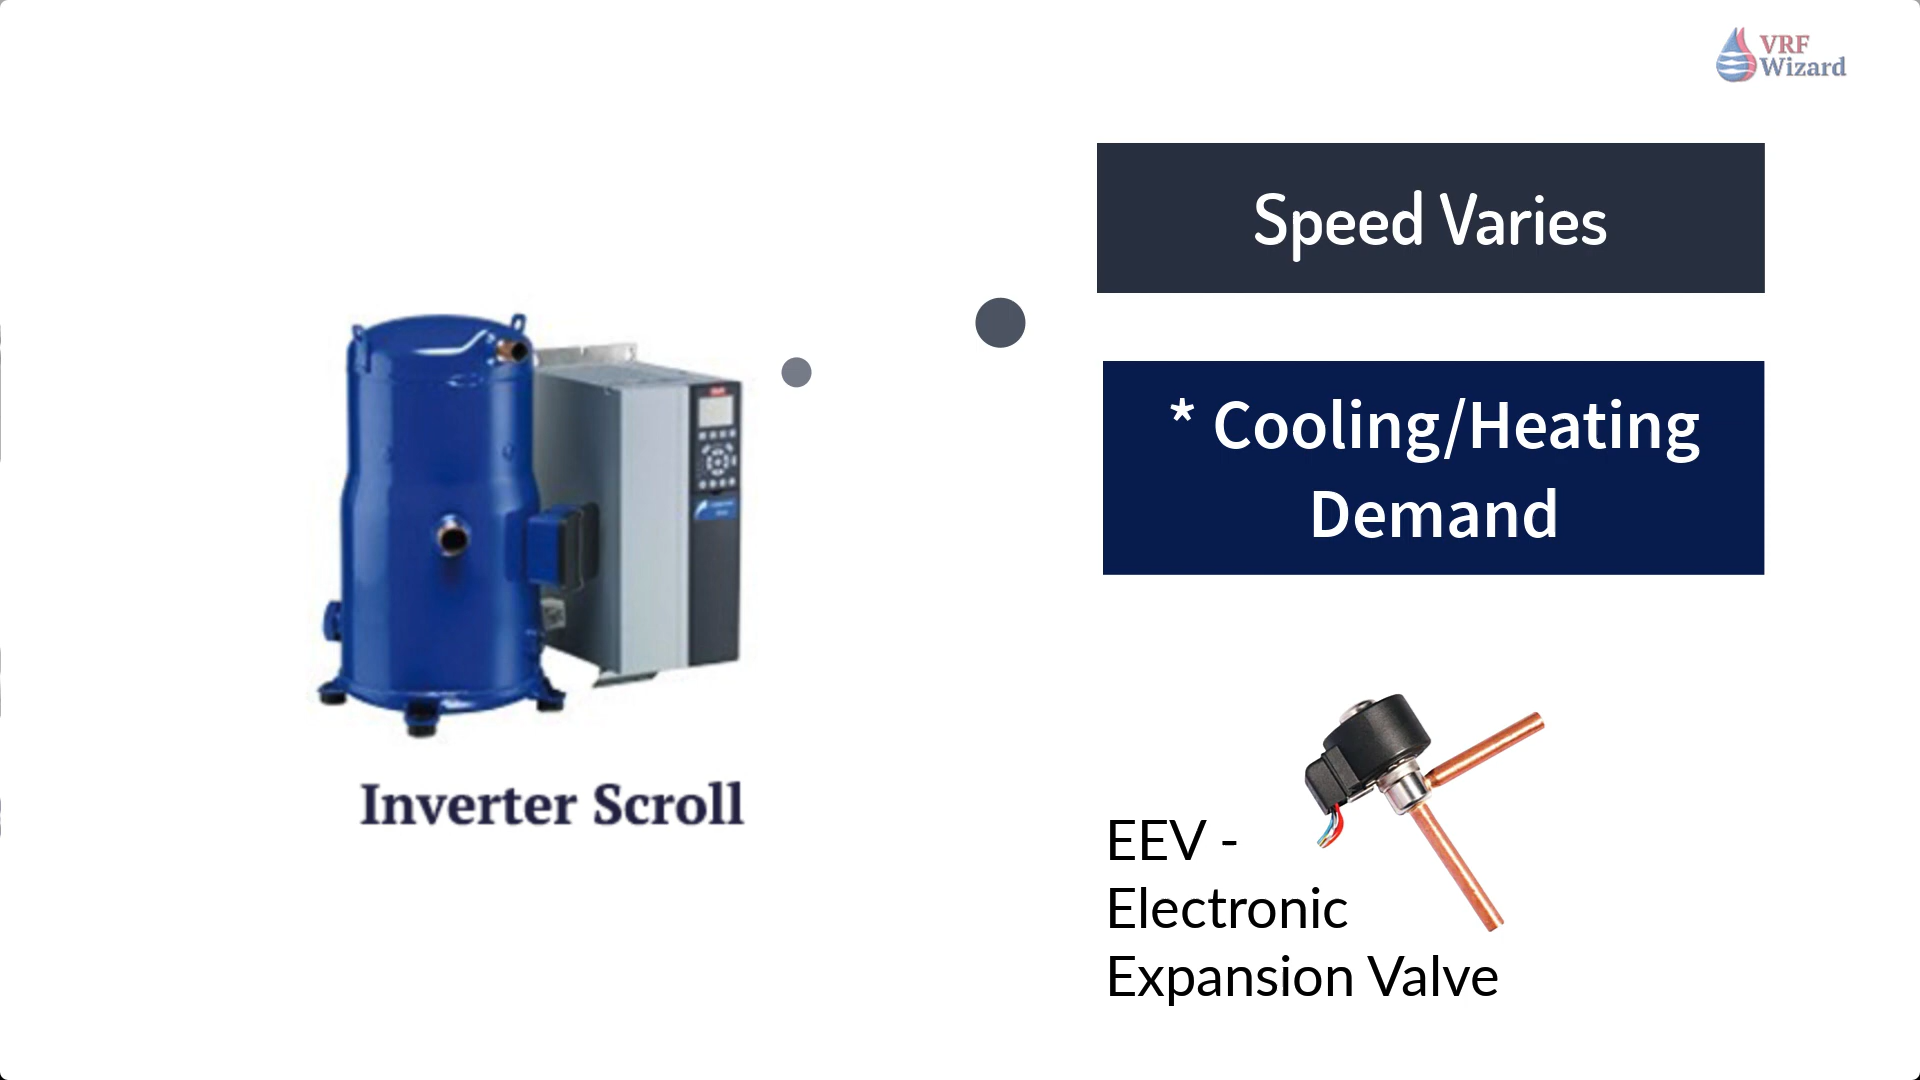 VRF
Wizard
Speed Varies
* Cooling/Heating
Demand
Inverter Scroll
EEV -
Electronic
Expansion Valve